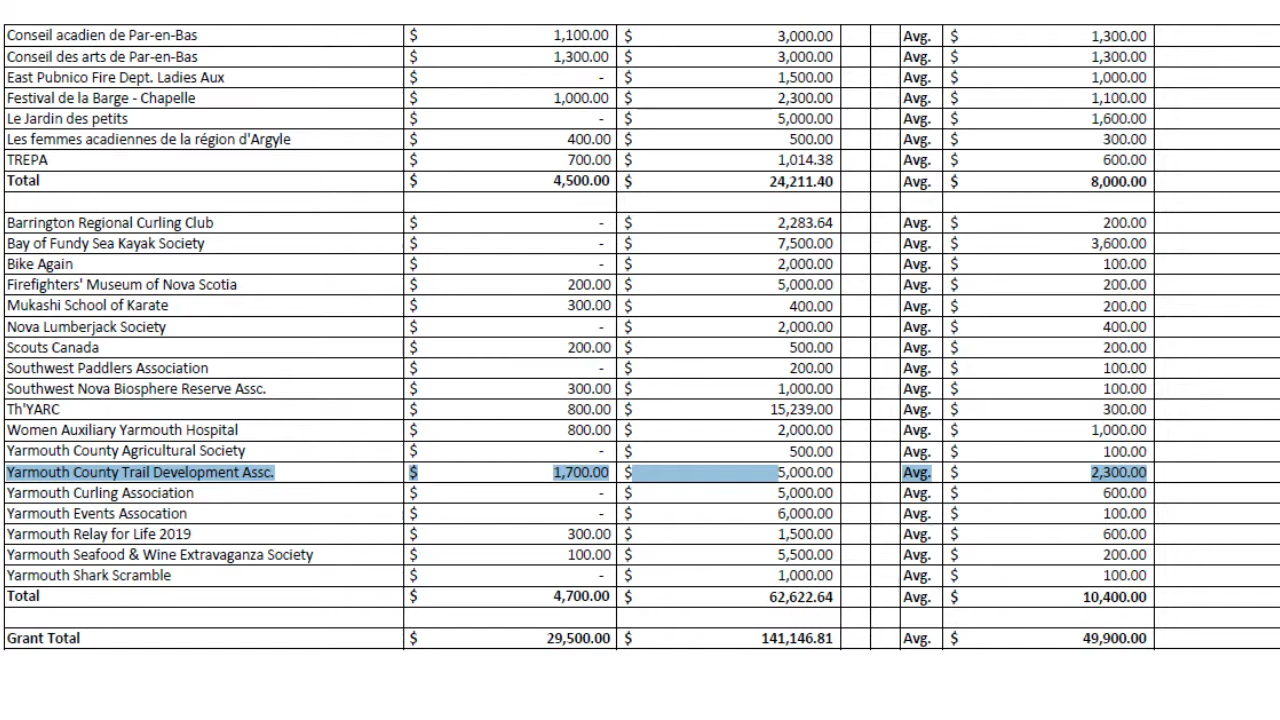 Conseil acadien de Par-en-Bas $ 1,100.00 $ 3,000.00 Avg. $ 1,300.00
Conseil des arts de Par-en-Bas $ 1,300.00 $ 3,000.00 Avg. $ 1,300.00
East Pubnico Fire Dept. Ladies Aux $ - $ 1,500.00 Avg. $ 1,000.00
Festival de la Barge - Chapelle $ 1,000.00 $ 2,300.00 Avg. $ 1,100.00
Le Jardin des petits $ - $ 5,000.00 Avg. $ 1,600.00
Les femmes acadiennes de la région d'Argyle $ 400.00 $ 500.00 Avg. $ 300.00
TREPA $ 700.00 $ 1,014.38 Avg. $ 600.00
Total $ 4,500.00 $ 24,211.40 Avg. $ 8,000.00
Barrington Regional Curling Club $ - $ 2,283.64 Avg. $ 200.00
Bay of Fundy Sea Kayak Society $ - $ 7,500.00 Avg. $ 3,600.00
Bike Again $ - $ 2,000.00 Avg. $ 100.00
Firefighters' Museum of Nova Scotia $ 200.00 $ 5,000.00 Avg. $ 200.00
Mukashi School of Karate $ 300.00 $ 400.00 Avg. $ 200.00
Nova Lumberjack Society $ - $ 2,000.00 Avg. $ 400.00
Scouts Canada $ 200.00 $ 500.00 Avg. $ 200.00
Southwest Paddlers Association $ - $ 200.00 Avg. $ 100.00
Southwest Nova Biosphere Reserve Assc. $ 300.00 $ 1,000.00 Avg. $ 100.00
Th'YARC $ 800.00 $ 15,239.00 Avg. $ 300.00
Women Auxiliary Yarmouth Hospital $ 800.00 $ 2,000.00 Avg. $ 1,000.00
Yarmouth County Agricultural Society $ - $ 500.00 Avg. $ 100.00
Yarmouth County Trail Development Assc. $ 1,700.00 $ 5,000.00 Avg. $ 2,300.00
Yarmouth Curling Association $ - $ 5,000.00 Avg. $ 600.00
Yarmouth Events Assocation $ - $ 6,000.00 Avg. $ 100.00
Yarmouth Relay for Life 2019 $ 300.00 $ 1,500.00 Avg. $ 600.00
Yarmouth Seafood & Wine Extravaganza Society $ 100.00 $ 5,500.00 Avg. $ 200.00
Yarmouth Shark Scramble $ - $ 1,000.00 Avg. $ 100.00
Total $ 4,700.00 $ 62,622.64 Avg. $ 10,400.00
Grant Total $ 29,500.00 $ 141,146.81 Avg. $ 49,900.00